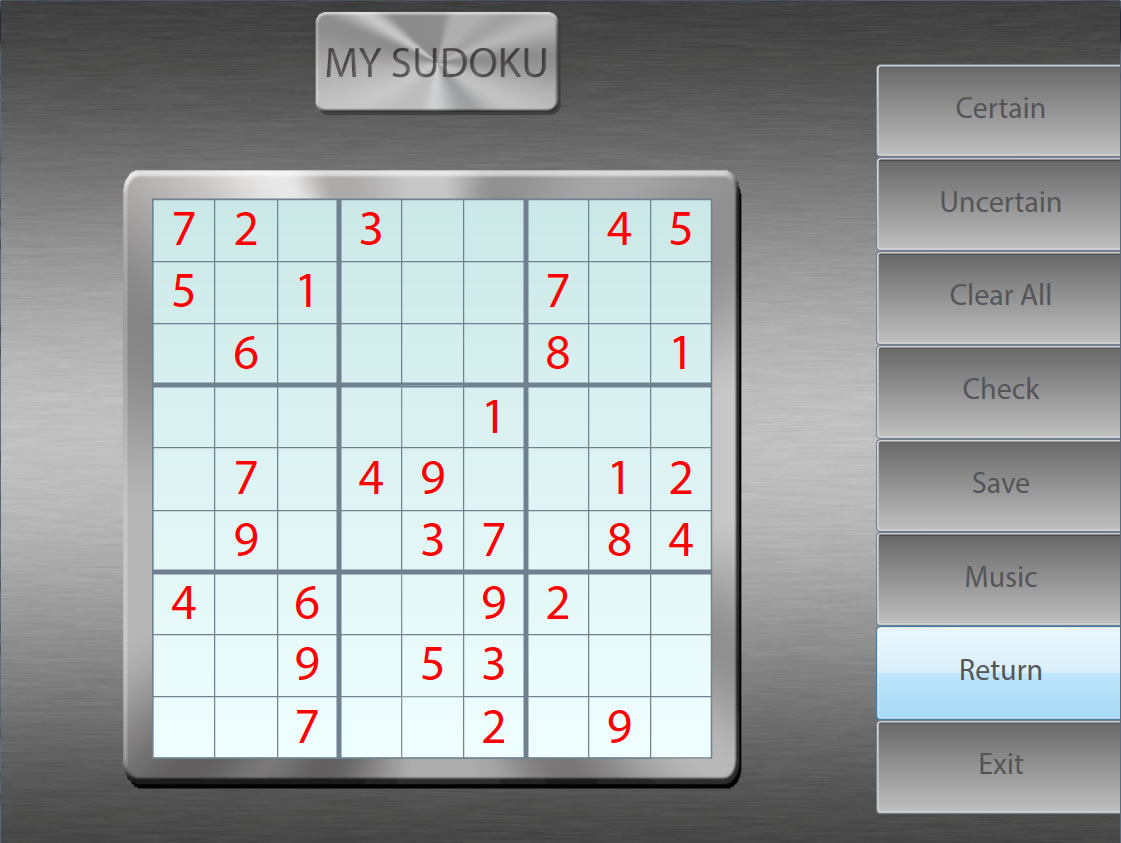 MY SUDOKU
Certain
Uncertain
Clear All
Check
Save
Music
Return
Exit
7 2 3 4 5
5 1 7
6 8 1
1
7 4 9 1 2
9 3 7 8 4
4 6 9 2
9 5 3
7 2 9